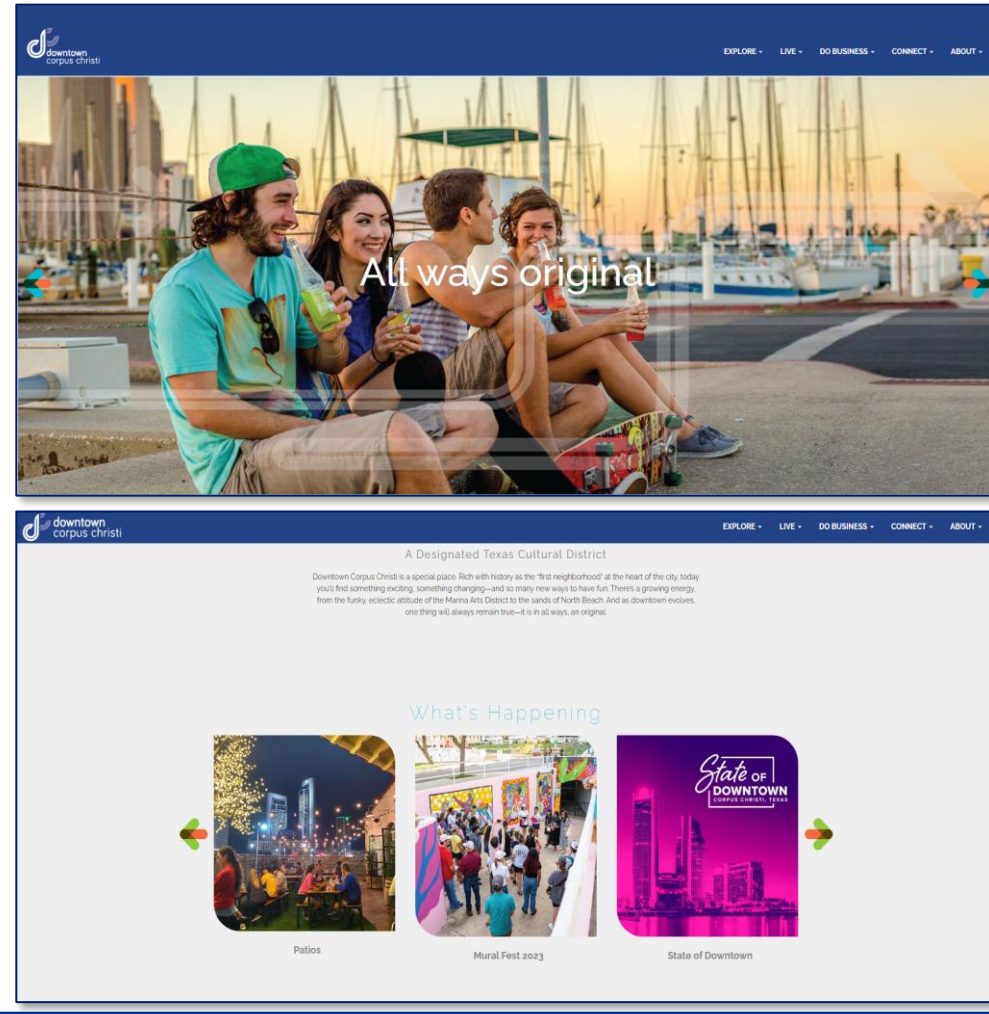 downtown
corpus christi
EXPLORE
LIVE
DO BUSINESS
CONNECT
ABOUT
All ways original
downtown
corpus christi
EXPLORE
LIVE
DO BUSINESS
CONNECT
ABOUT
A Designated Texas Cultural District
Downtown Corpus Christi is a special place. Rich with history as the "first neighborhood" at the heart of the city, today
you'll find something exciting, something changing—and so many new ways to have fun. There's a growing energy,
from the funky, eclectic attitude of the Marina Arts District to the sands of North Beach. And as downtown evolves,
one thing will always remain true—it is in all ways, an original.
What's Happening
State OF
DOWNTOWN
CORPUS CHRISTI, TEXAS
Patios
Mural Fest 2023
State of Downtown